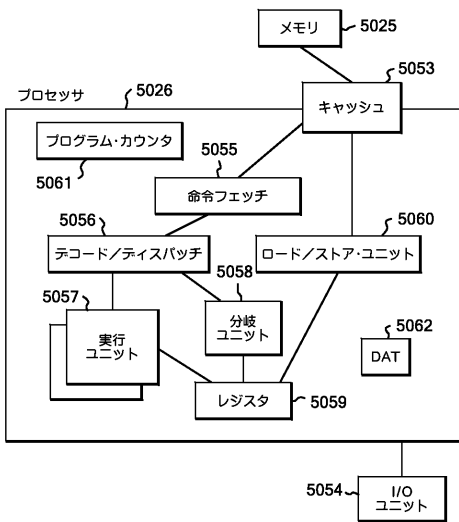 メモリ
5025
プロセッサ
5026
5053
キャッシュ
プログラム・カウンタ
5061
5055
命令フェッチ
5056
デコード/ディスパッチ
5060
ロード/ストア・ユニット
5057
実行
ユニット
5058
分岐
ユニット
5062
DAT
レジスタ
5059
5054
I/O
ユニット